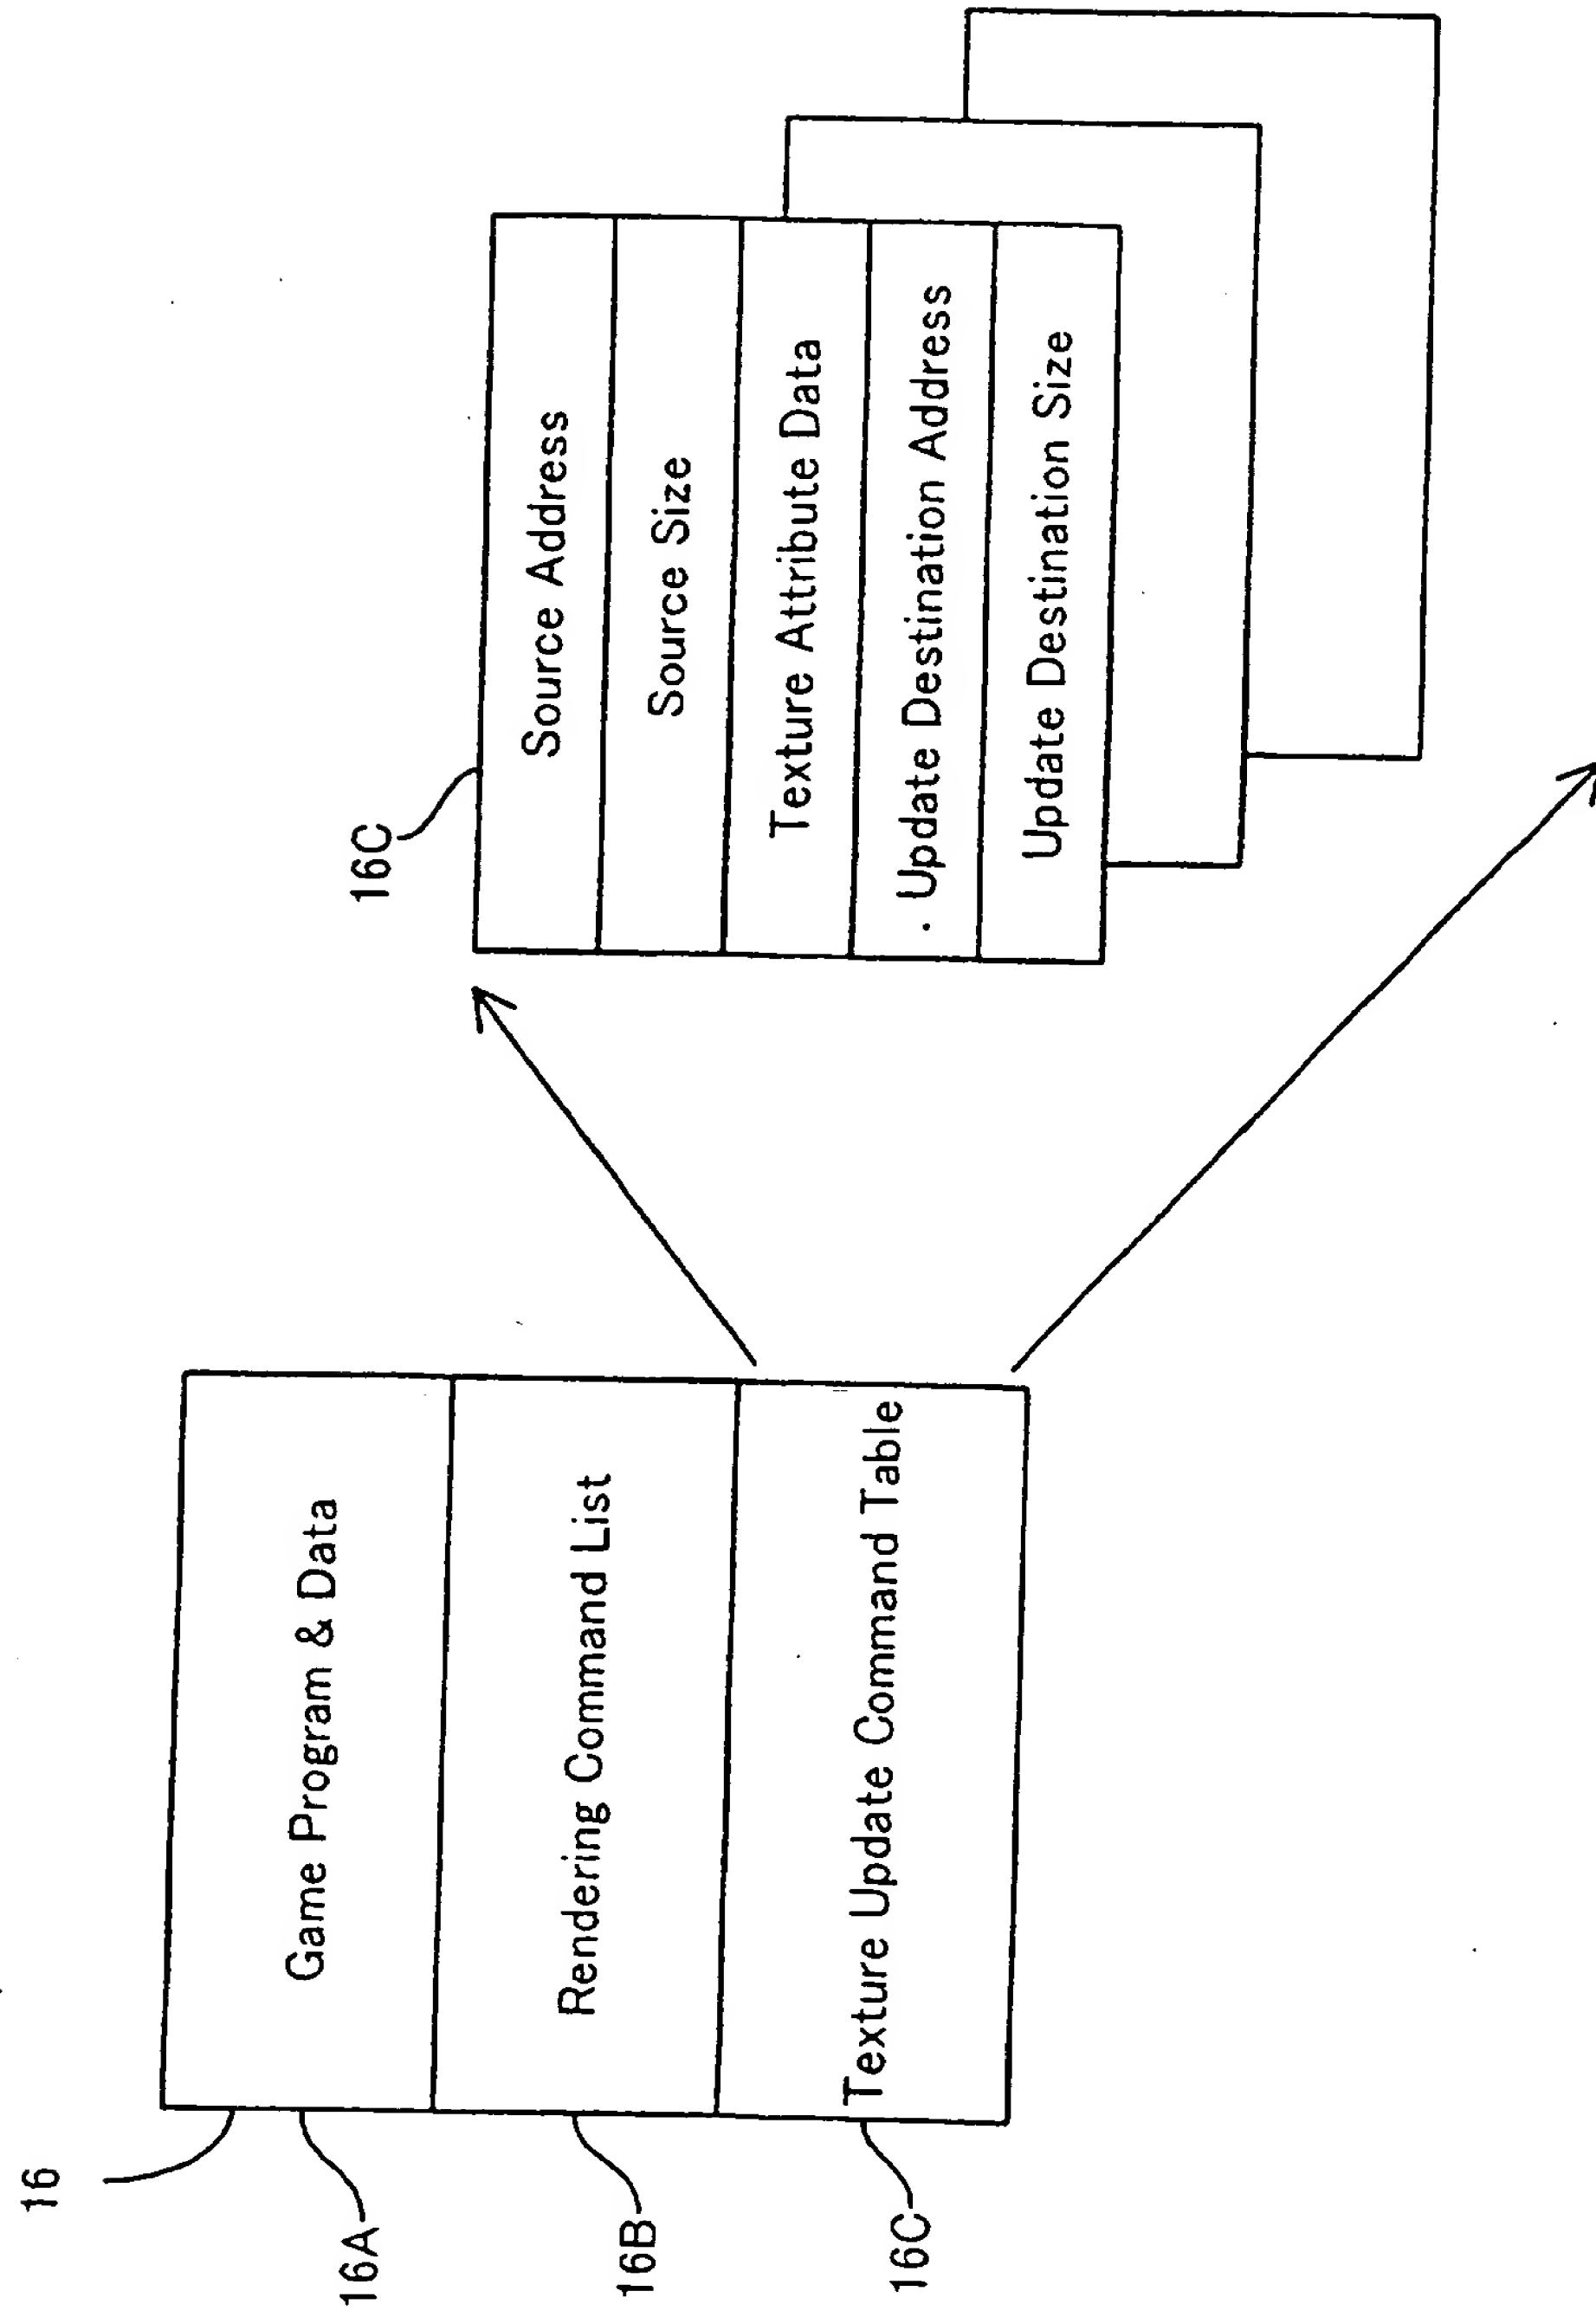 16
16A
Game Program & Data
16B
Rendering Command List
16C
Texture Update Command Table
16C
Source Address
Source Size
Texture Attribute Data
Update Destination Address
Update Destination Size